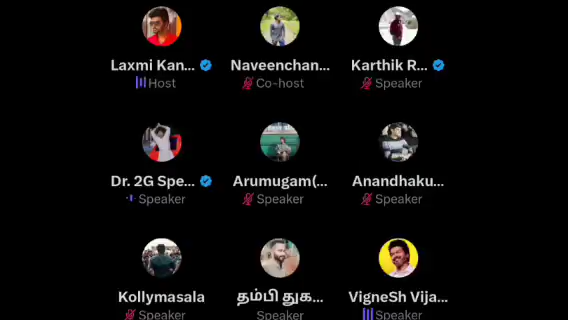 Laxmi Kan... Naveenchan... Karthik R...
Host Co-host Speaker
Dr. 2G Spe... Arumugam(... Anandhaku...
Speaker Speaker Speaker
Kollymasala தம்பி துக... VigneSh Vija...
Speaker Speaker Speaker